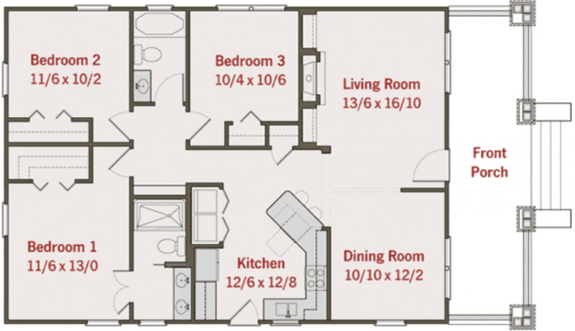 Bedroom 2
11/6 x 10/2
Bedroom 3
10/4 x 10/6
Living Room
13/6 x 16/10
Front
Porch
Bedroom 1
11/6 x 13/0
Kitchen
12/6 x 12/8
Dining Room
10/10 x 12/2